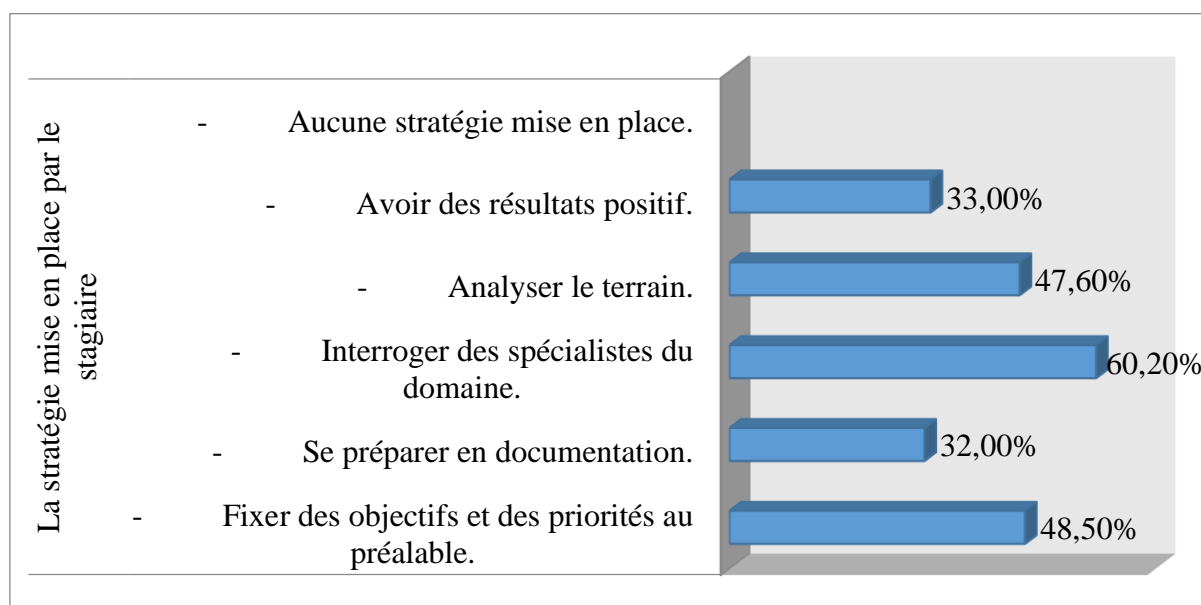 La stratégie mise en place par le
stagiaire
- Aucune stratégie mise en place.
- Avoir des résultats positif.
33,00%
- Analyser le terrain.
47,60%
- Interroger des spécialistes du
domaine.
60,20%
- Se préparer en documentation.
32,00%
- Fixer des objectifs et des priorités au
préalable.
48,50%